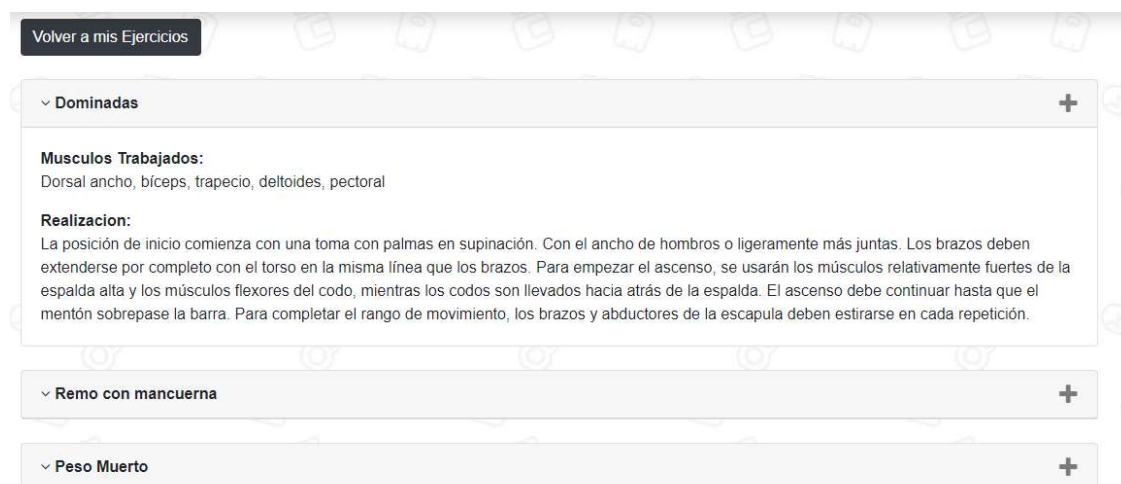 Volver a mis Ejercicios
Dominadas
Musculos Trabajados:
Dorsal ancho, bíceps, trapecio, deltoides, pectoral
Realizacion:
La posición de inicio comienza con una toma con palmas en supinación. Con el ancho de hombros o ligeramente más juntas. Los brazos deben
extenderse por completo con el torso en la misma línea que los brazos. Para empezar el ascenso, se usarán los músculos relativamente fuertes de la
espalda alta y los músculos flexores del codo, mientras los codos son llevados hacia atrás de la espalda. El ascenso debe continuar hasta que el
mentón sobrepase la barra. Para completar el rango de movimiento, los brazos y abductores de la escapula deben estirarse en cada repetición.
Remo con mancuerna
Peso Muerto